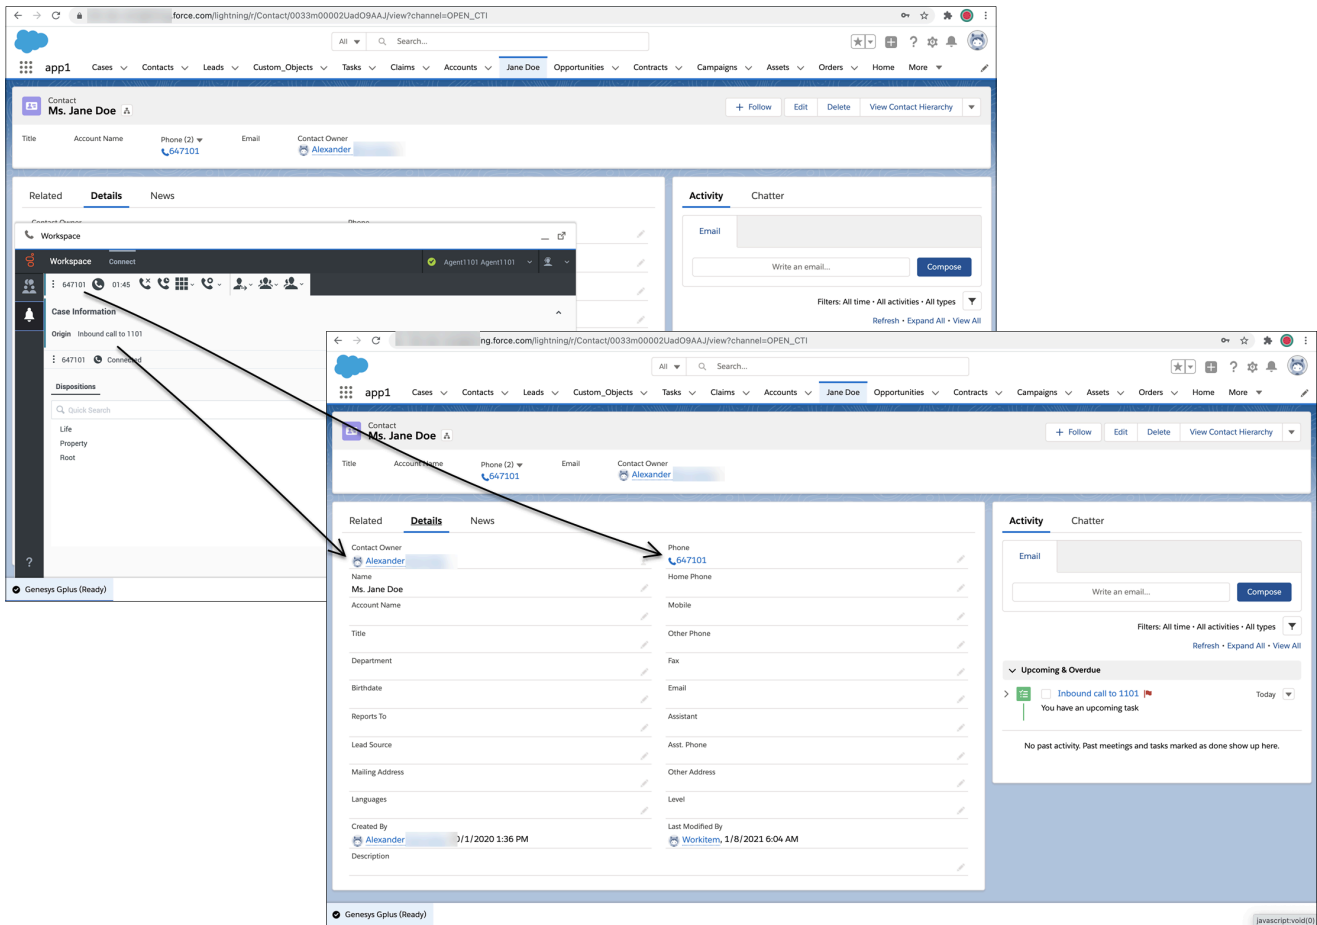 .force.com/lightning/r/Contact/0033m00002UadO9AAJ/view?channel=OPEN_CTI
All Search...
app1 Cases Contacts Leads Custom_Objects Tasks Claims Accounts Jane Doe Opportunities Contracts Campaigns Assets Orders Home More
Contact
Ms. Jane Doe
+ Follow Edit Delete View Contact Hierarchy
Title Account Name Phone (2) Email Contact Owner
647101 Alexander
Related Details News
Activity Chatter
Contact Owner Phone
Email
Write an email... Compose
Filters: All time • All activities • All types
Refresh • Expand All • View All
Workspace
Workspace Connect Agent1101 Agent1101
647101 01:45
Case Information
Origin Inbound call to 1101
647101 Connected
Dispositions
Quick Search
Life
Property
Root
?
Genesys Gplus (Ready)
ng.force.com/lightning/r/Contact/0033m00002UadO9AAJ/view?channel=OPEN_CTI
All Search...
app1 Cases Contacts Leads Custom_Objects Tasks Claims Accounts Jane Doe Opportunities Contracts Campaigns Assets Orders Home More
Contact
Ms. Jane Doe
+ Follow Edit Delete View Contact Hierarchy
Title Account Name Phone (2) Email Contact Owner
647101 Alexander
Related Details News
Contact Owner Phone
Alexander 647101
Name Home Phone
Ms. Jane Doe
Account Name Mobile
Title Other Phone
Department Fax
Birthdate Email
Reports To Assistant
Lead Source Asst. Phone
Mailing Address Other Address
Languages Level
Created By Last Modified By
Alexander 0/1/2020 1:36 PM Workitem, 1/8/2021 6:04 AM
Description
Activity Chatter
Email
Write an email... Compose
Filters: All time • All activities • All types
Refresh • Expand All • View All
Upcoming & Overdue
Inbound call to 1101 Today
You have an upcoming task
No past activity. Past meetings and tasks marked as done show up here.
Genesys Gplus (Ready)
javascript:void(0)